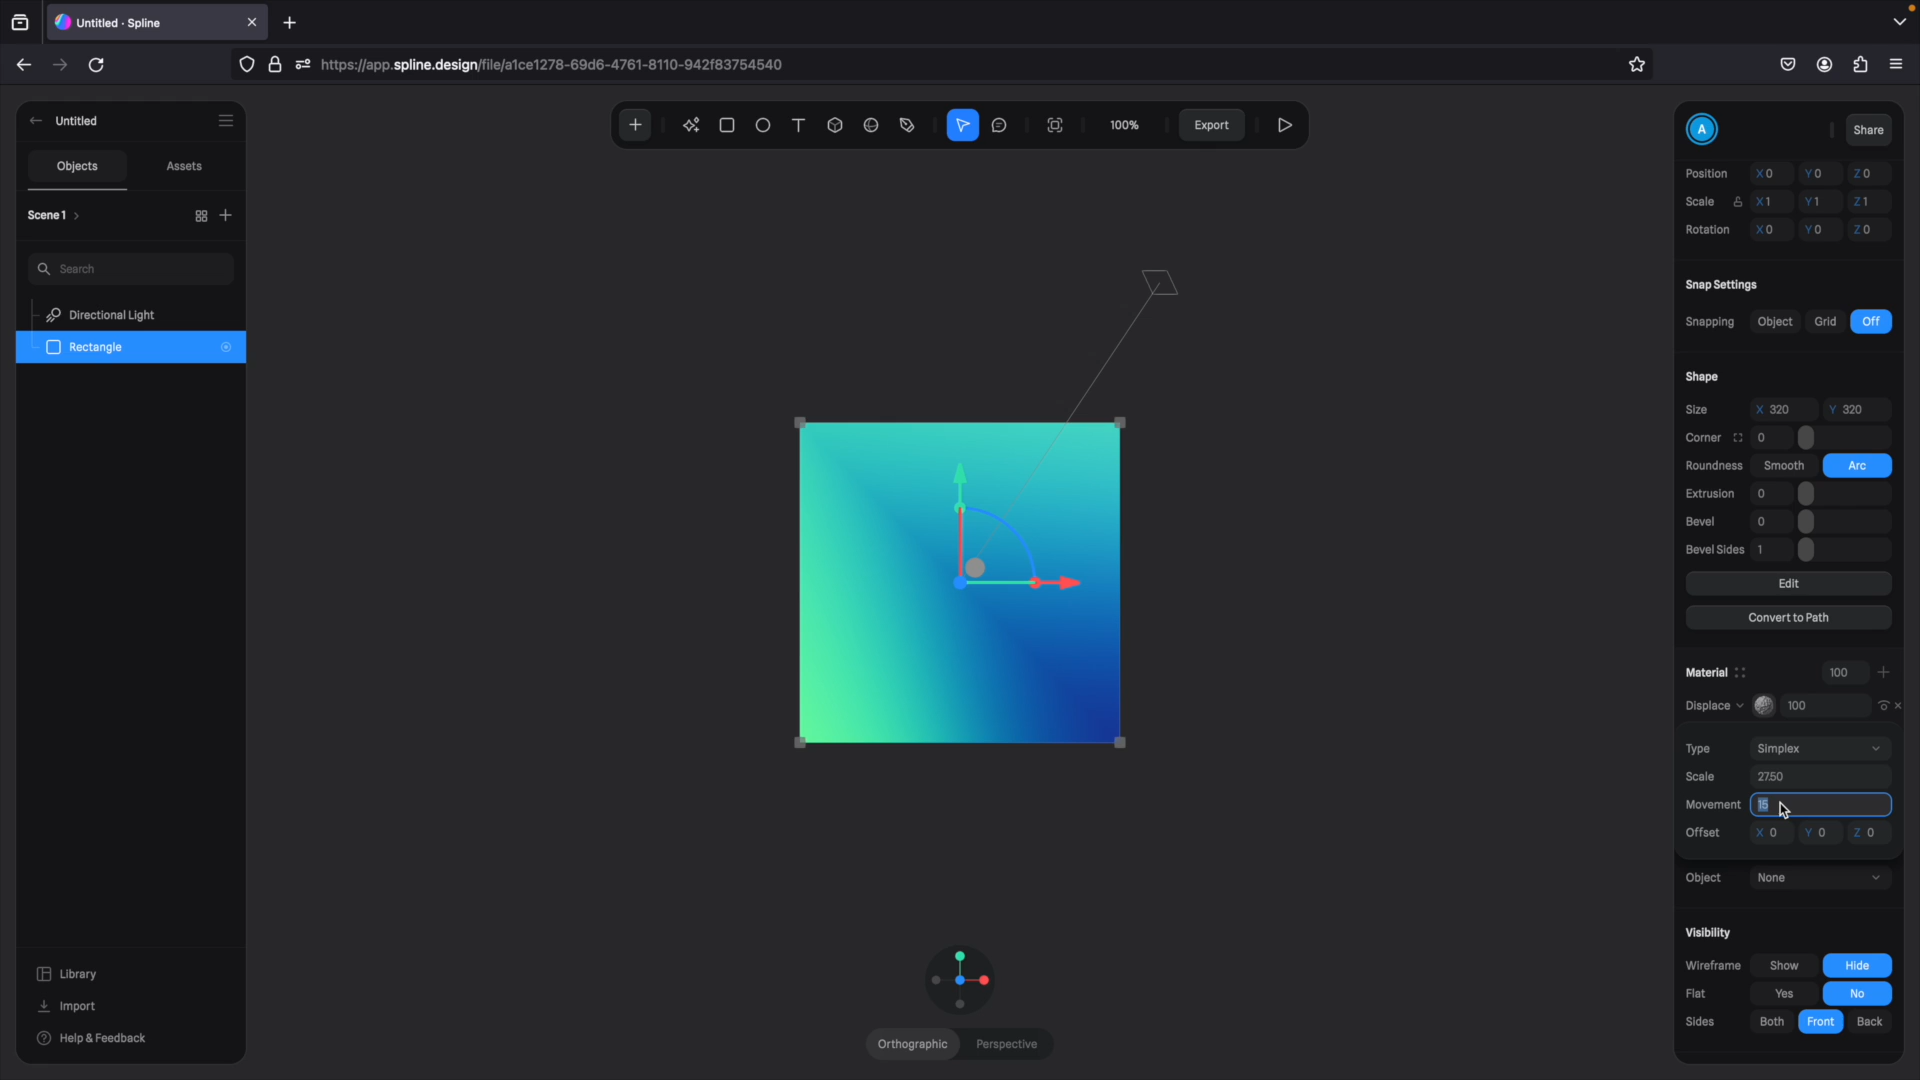 Untitled · Spline
https://app.spline.design/file/a1ce1278-69d6-4761-8110-942f83754540
Untitled
Objects
Assets
Scene 1
Search
Directional Light
Rectangle
Library
Import
Help & Feedback
100%
Export
Orthographic
Perspective
A
Share
Position X 0 Y 0 Z 0
Scale X 1 Y 1 Z 1
Rotation X 0 Y 0 Z 0
Snap Settings
Snapping Object Grid Off
Shape
Size X 320 Y 320
Corner 0
Roundness Smooth Arc
Extrusion 0
Bevel 0
Bevel Sides 1
Edit
Convert to Path
Material 100
Displace 100
Type Simplex
Scale 27.50
Movement 15
Offset X 0 Y 0 Z 0
Object None
Visibility
Wireframe Show Hide
Flat Yes No
Sides Both Front Back